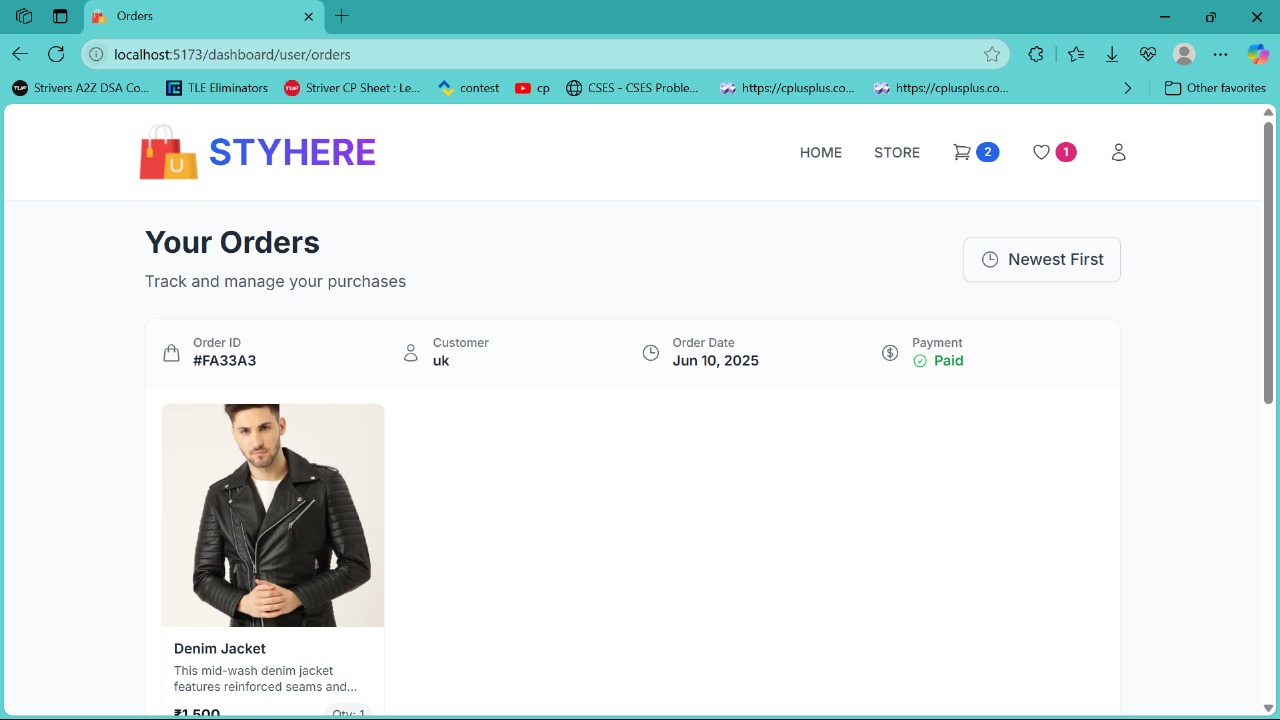 Orders
localhost:5173/dashboard/user/orders
Strivers A2Z DSA Co... TLE Eliminators Striver CP Sheet : Le... contest cp CSES - CSES Proble... https://cplusplus.co... https://cplusplus.co... Other favorites
STYHERE
HOME STORE 2 1
Your Orders
Track and manage your purchases
Newest First
Order ID
#FA33A3
Customer
uk
Order Date
Jun 10, 2025
Payment
Paid
Denim Jacket
This mid-wash denim jacket
features reinforced seams and...
₹1,500 Qty: 1